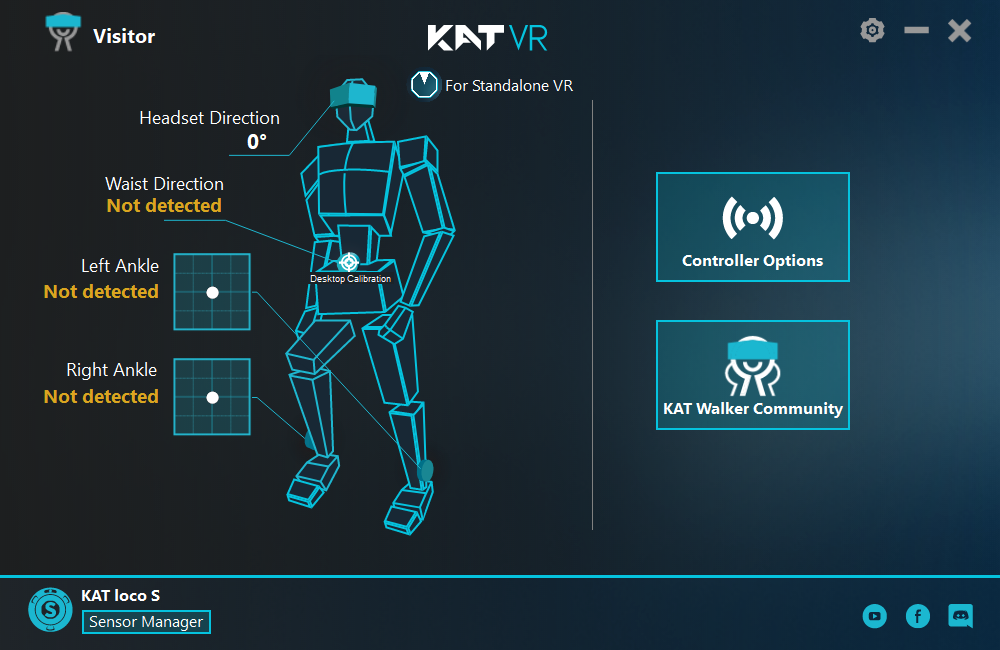 Visitor
KAT VR
For Standalone VR
Headset Direction
0°
Waist Direction
Not detected
Left Ankle
Not detected
Desktop Calibration
Right Ankle
Not detected
Controller Options
KAT Walker Community
KAT loco S
S
Sensor Manager